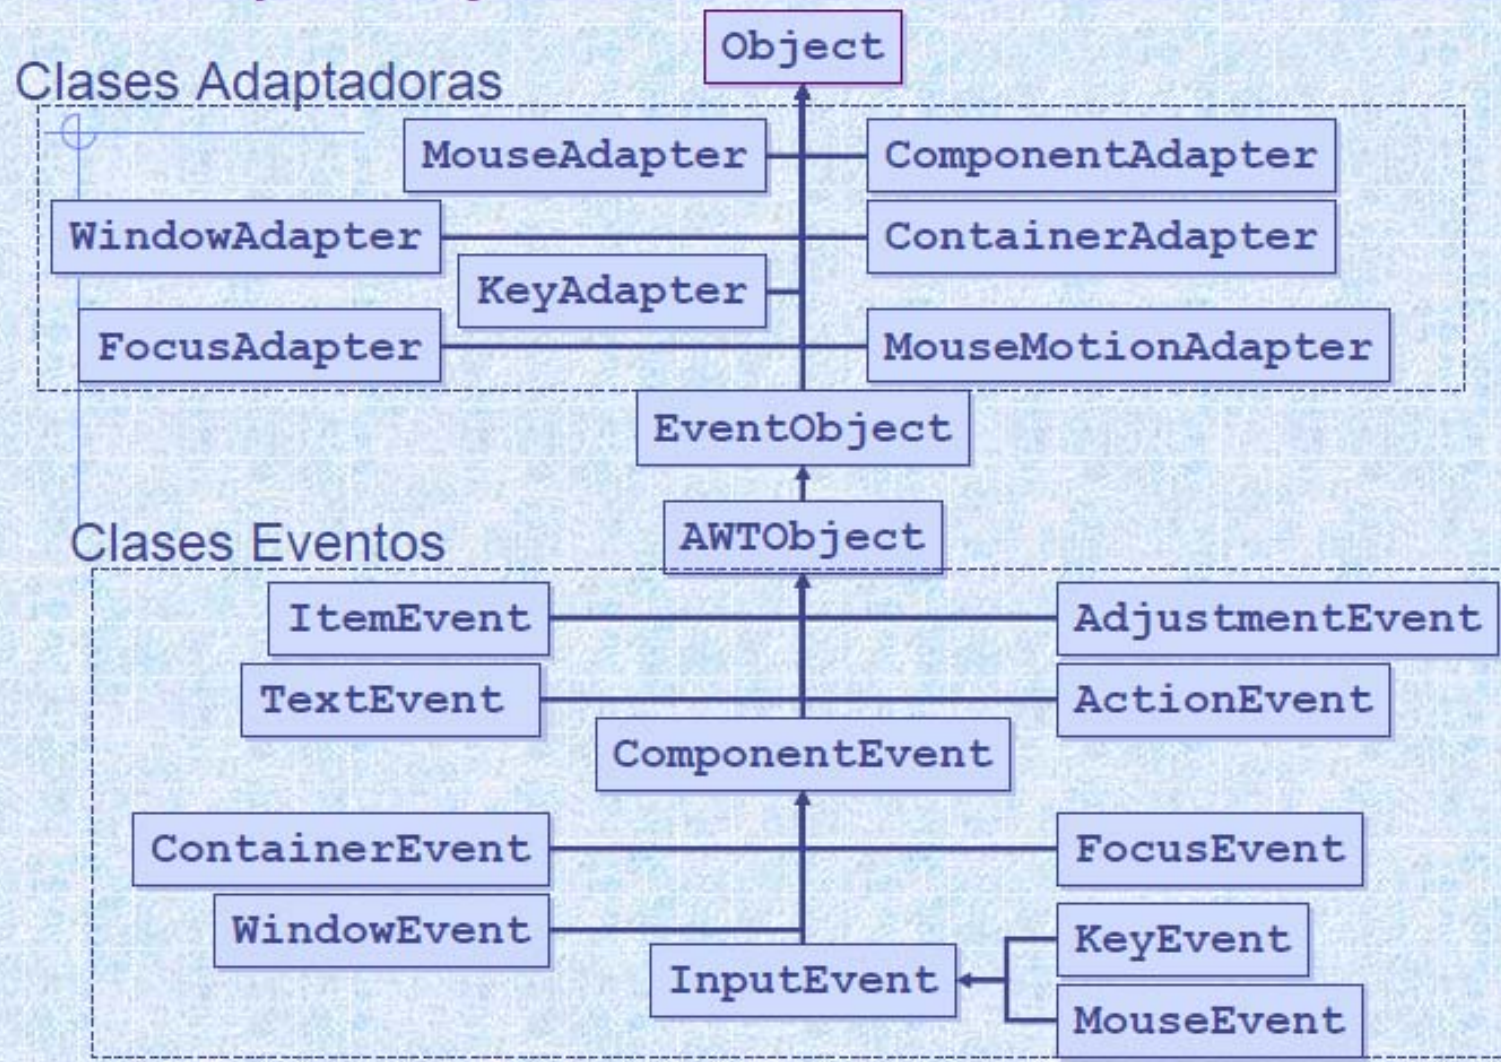 Object
Clases Adaptadoras
MouseAdapter
ComponentAdapter
WindowAdapter
ContainerAdapter
KeyAdapter
FocusAdapter
MouseMotionAdapter
EventObject
AWTObject
Clases Eventos
ItemEvent
AdjustmentEvent
TextEvent
ActionEvent
ComponentEvent
ContainerEvent
FocusEvent
WindowEvent
KeyEvent
InputEvent
MouseEvent